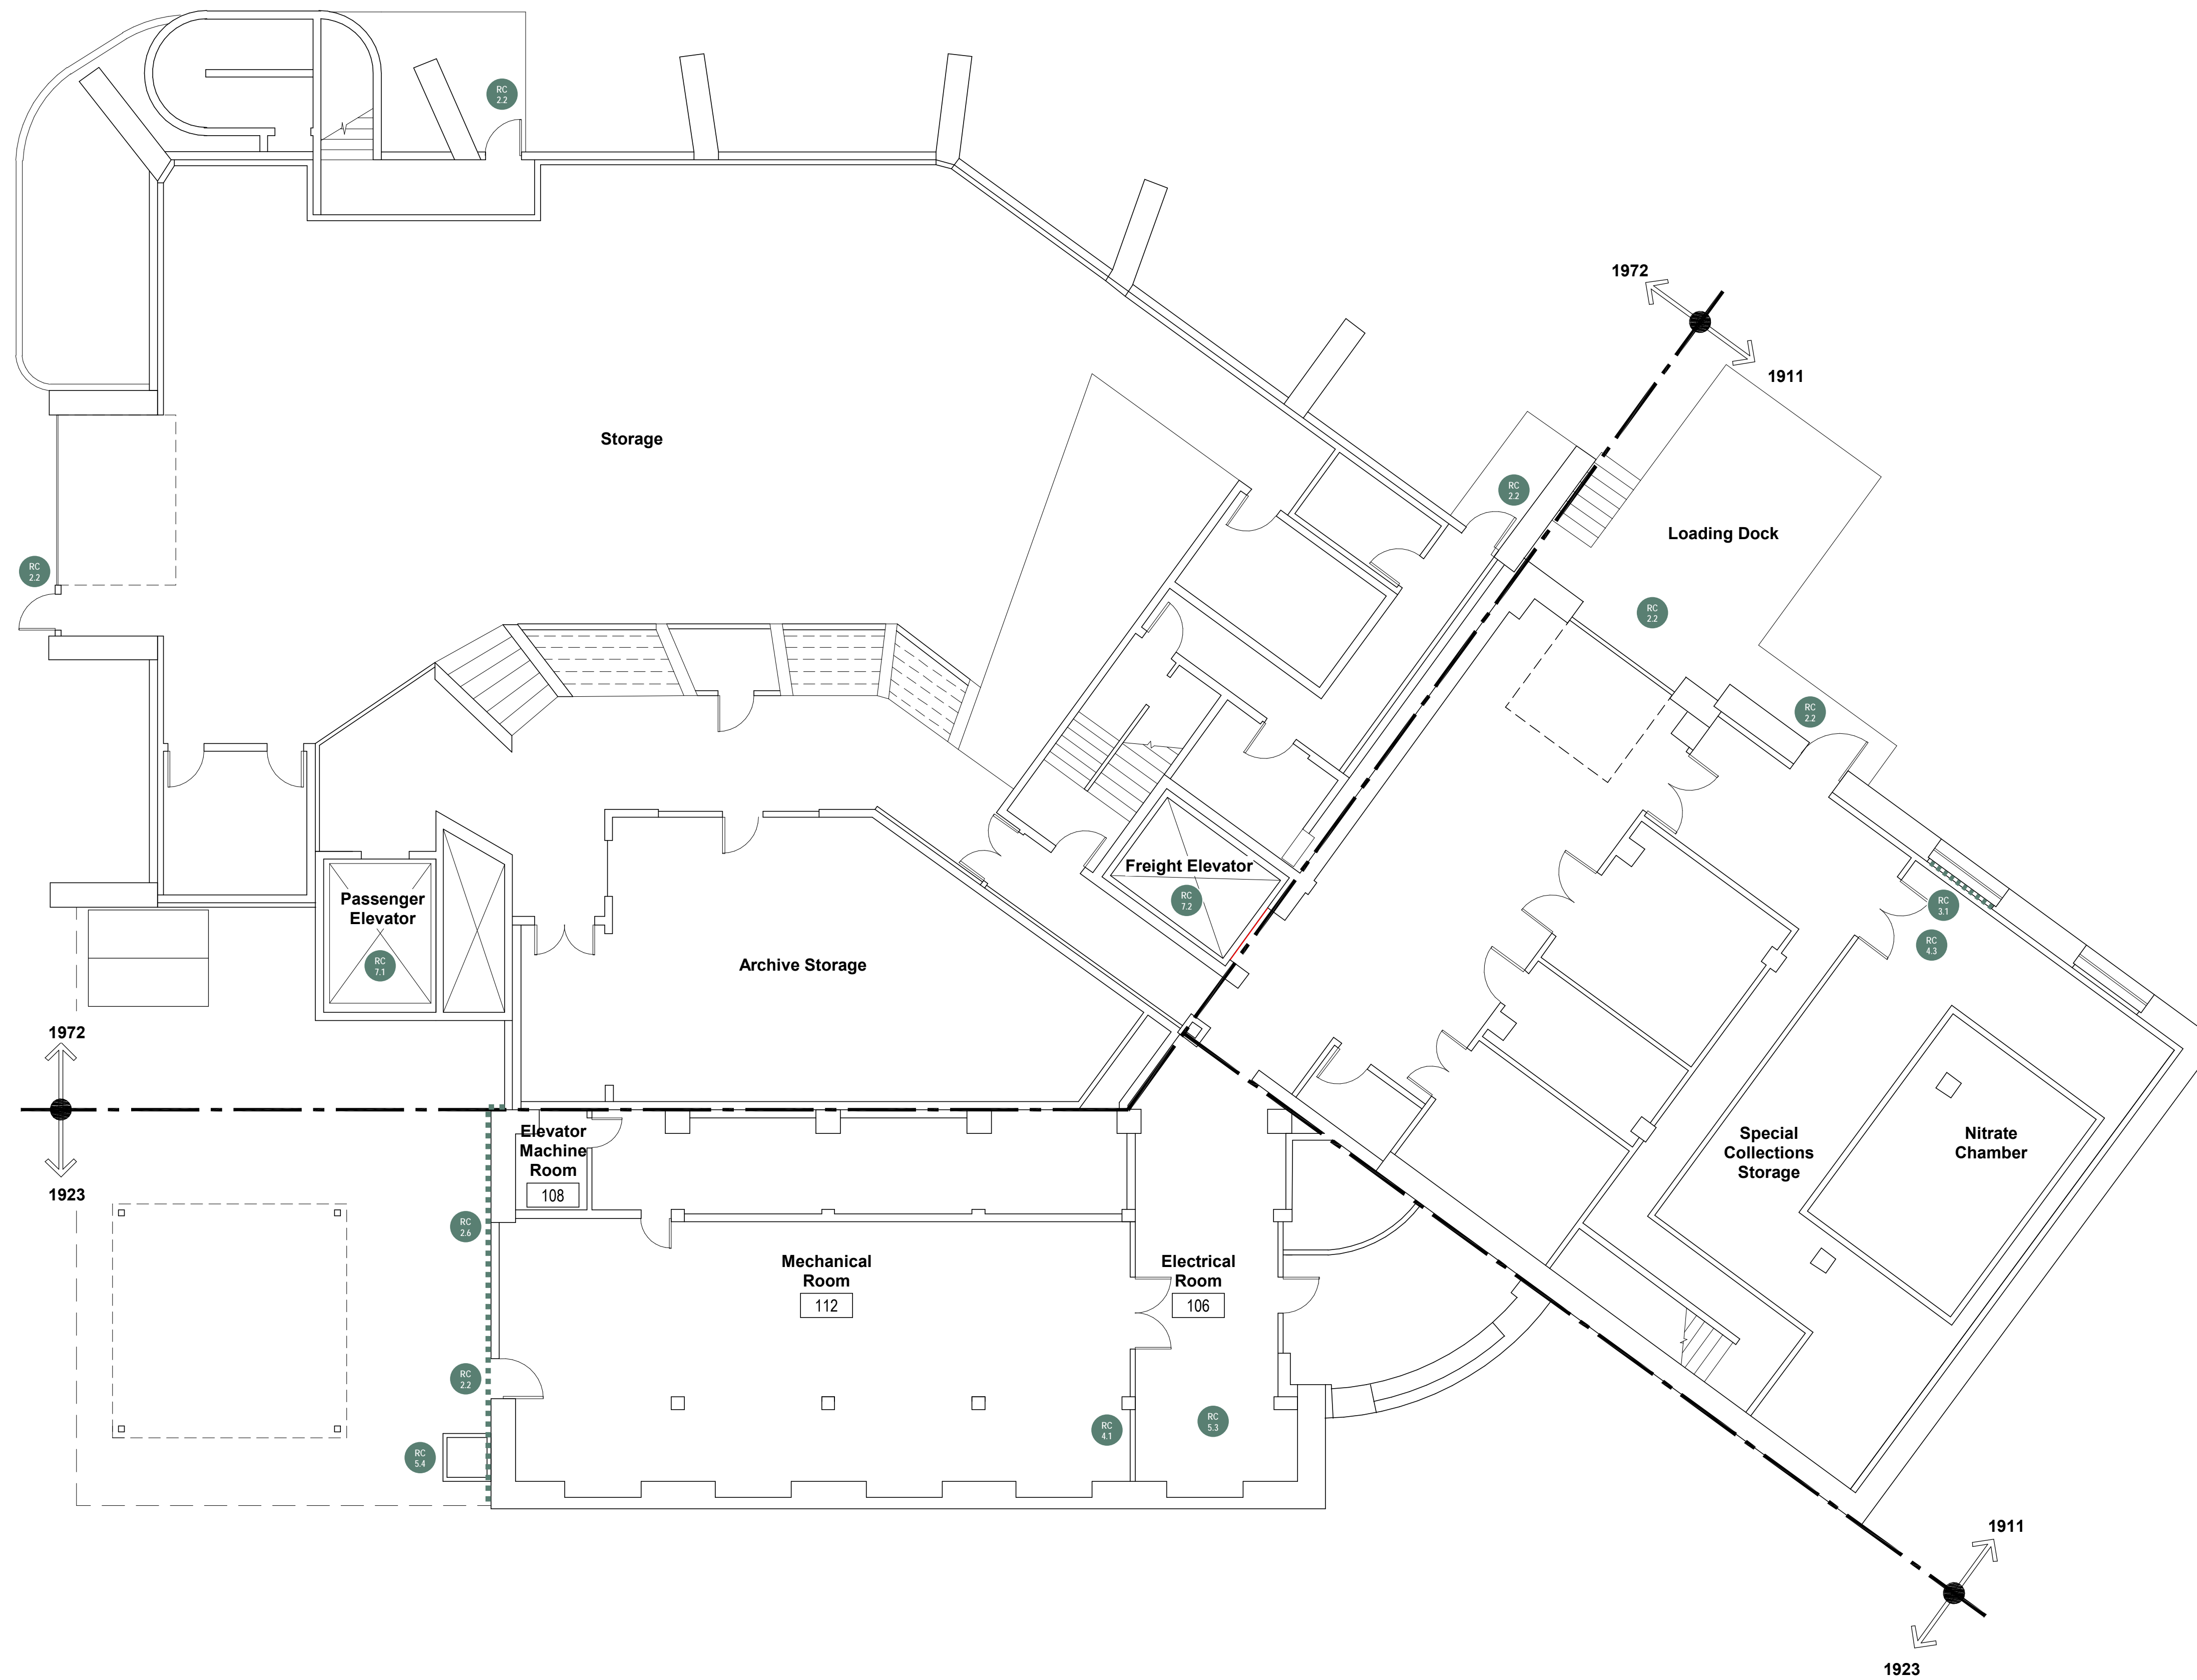 RC
2.2
1972
1911
Storage
RC
2.2
Loading Dock
RC
2.2
RC
2.2
RC
2.2
Freight Elevator
RC
7.2
Passenger
Elevator
RC
7.1
RC
3.1
RC
4.3
Archive Storage
1972
1923
Elevator
Machine
Room
108
Special
Collections
Storage
Nitrate
Chamber
RC
2.6
Mechanical
Room
112
Electrical
Room
106
RC
2.2
RC
4.1
RC
5.3
RC
5.4
1911
1923